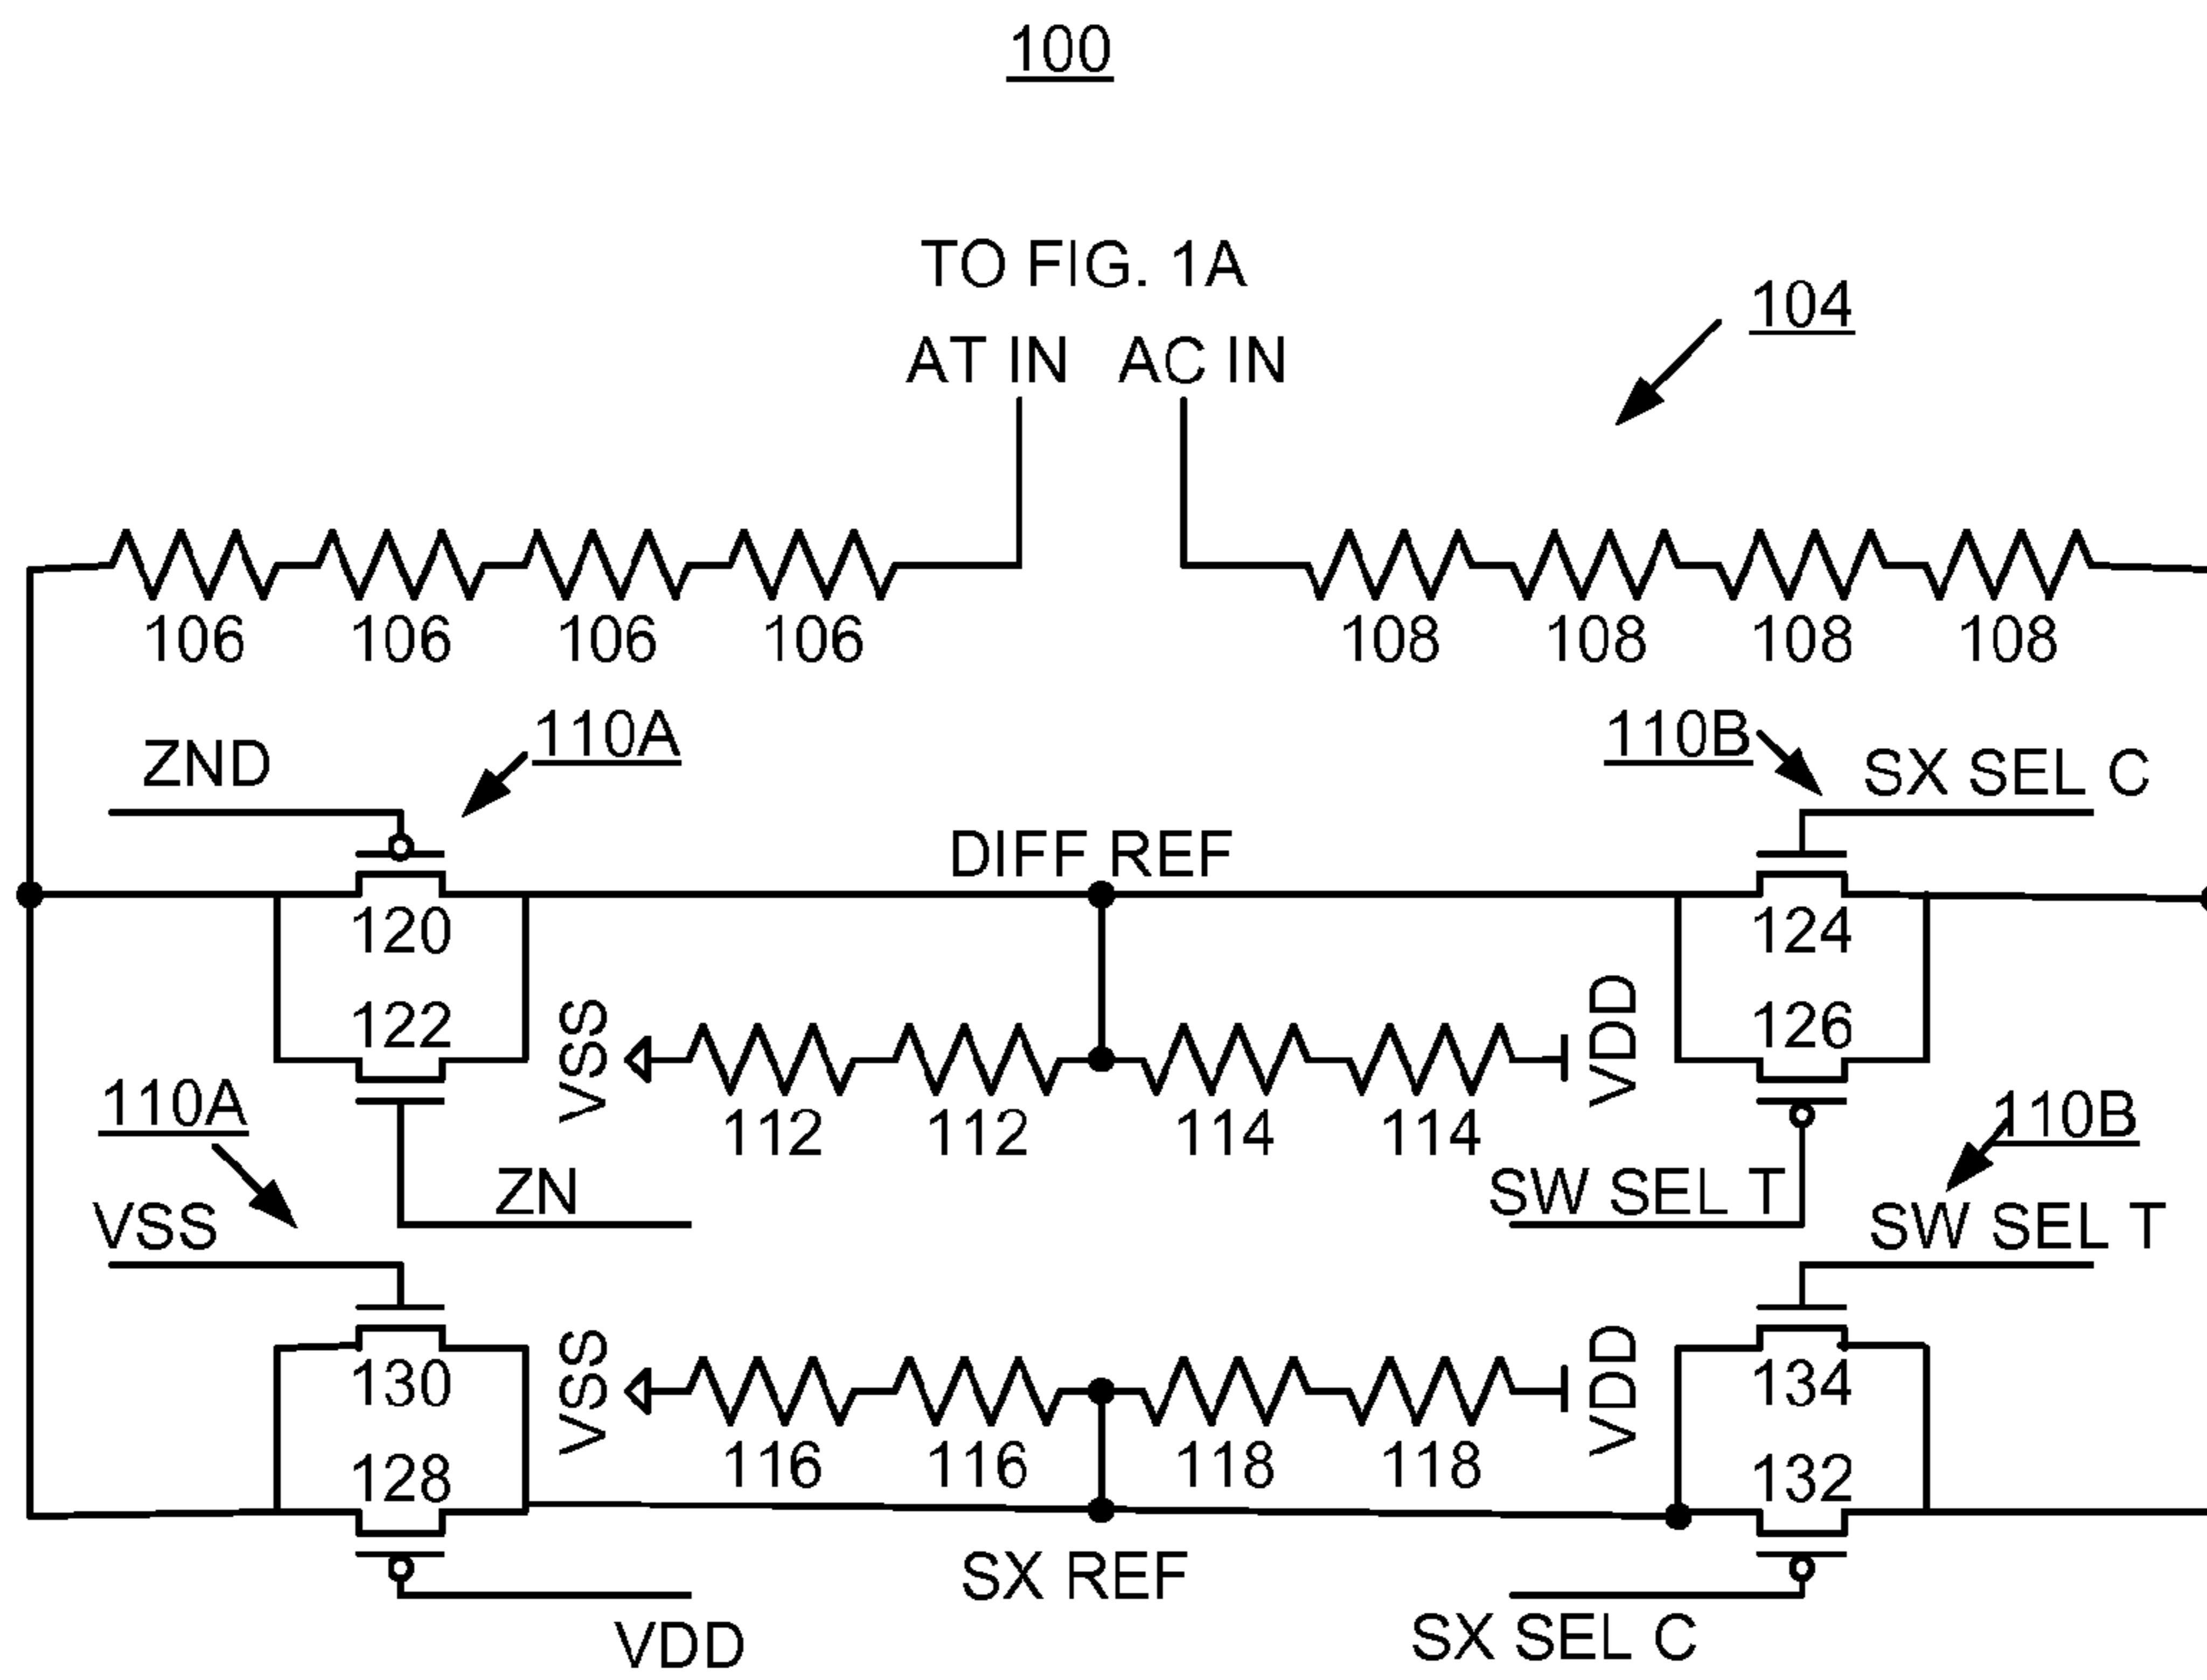 100
TO FIG. 1A
AT IN AC IN
104
106 106 106 106 108 108 108 108
ZND 110A 110B SX SEL C
DIFF REF
120 124
122 VSS VDD 126
110A 112 112 114 114 110B
ZN SW SEL T
VSS SW SEL T
130 VSS VDD 134
128 116 116 118 118 132
SX REF
VDD SX SEL C